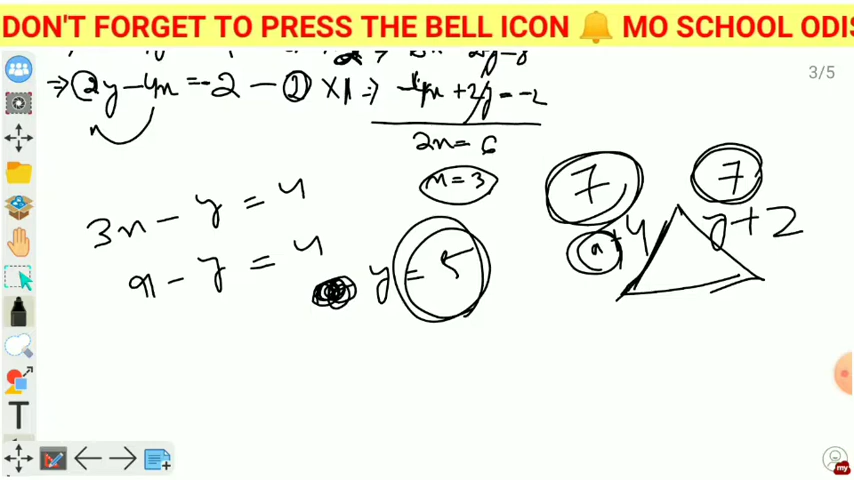 DON'T FORGET TO PRESS THE BELL ICON 🔔 MO SCHOOL ODIS
3/5
⇒ 2y - 4x = -2 - ② × 1 ⇒ -4x + 2y = -2
2x = 6
x = 3
3x - y = 4
9 - y = 4
y = 5
7
7
x + 4
y + 2
T
my